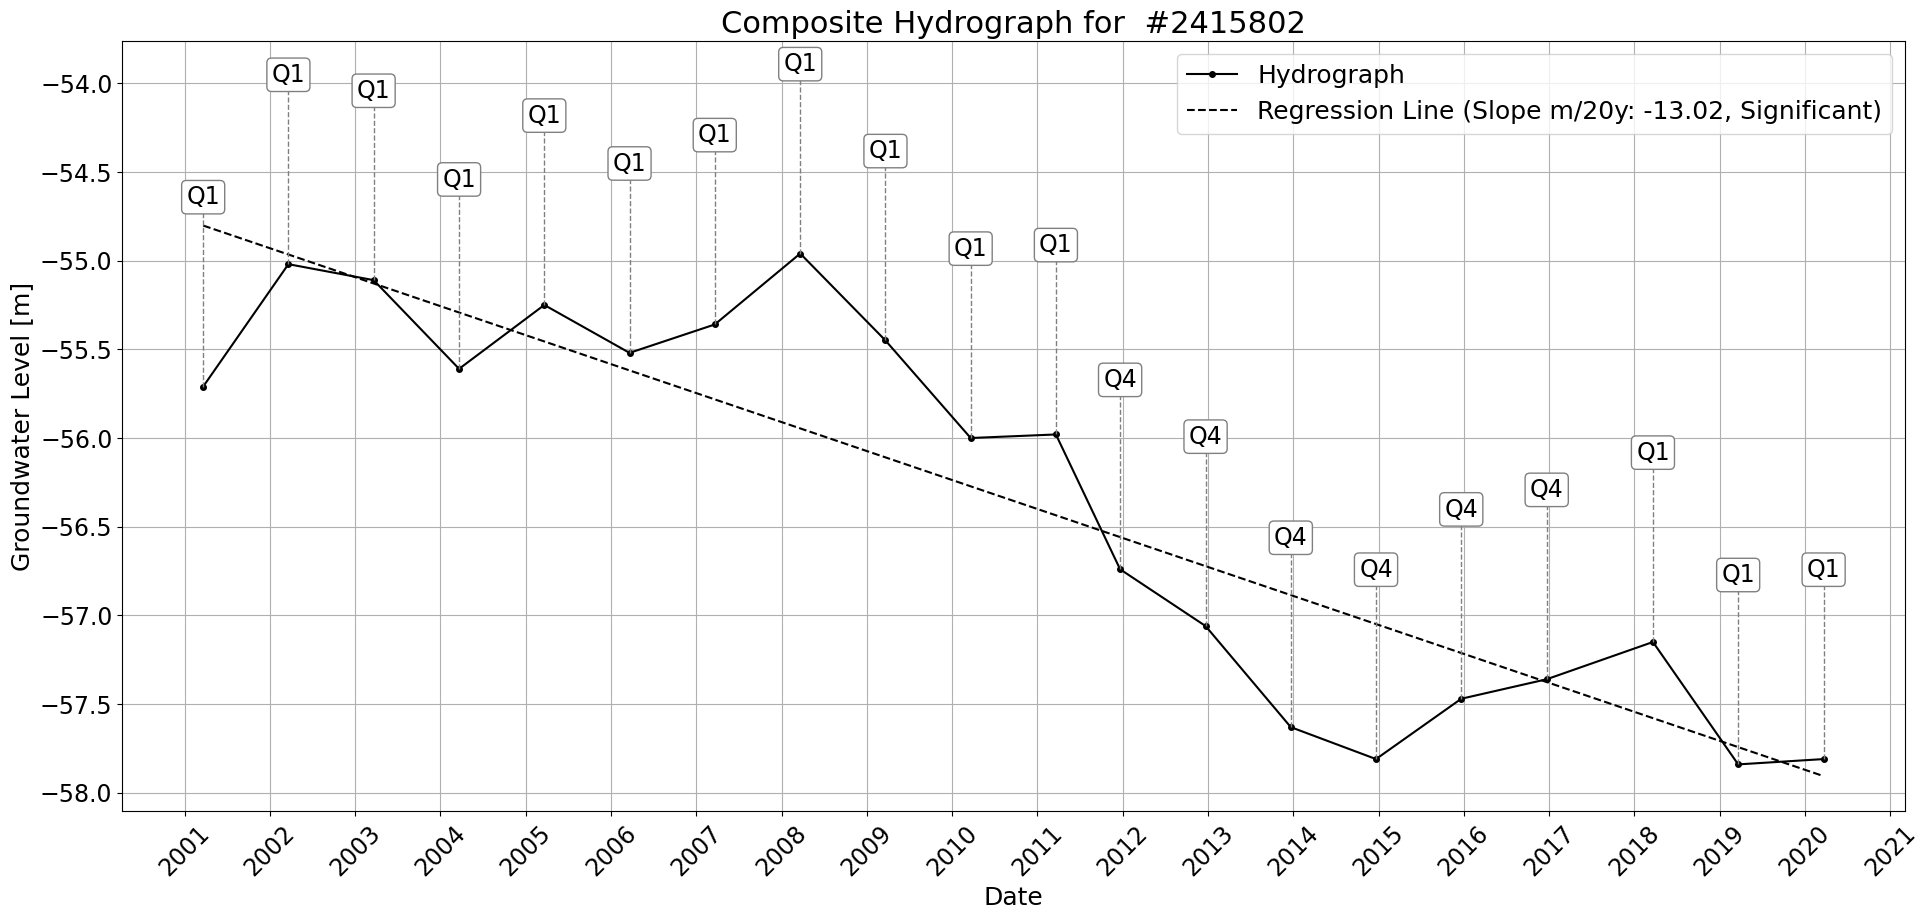 Composite Hydrograph for  #2415802
Hydrograph
Regression Line (Slope m/20y: -13.02, Significant)
Groundwater Level [m]
−54.0
−54.5
−55.0
−55.5
−56.0
−56.5
−57.0
−57.5
−58.0
Q1
Q1
Q1
Q1
Q1
Q1
Q1
Q1
Q1
Q1
Q1
Q4
Q4
Q4
Q4
Q4
Q4
Q1
Q1
Q1
2001
2002
2003
2004
2005
2006
2007
2008
2009
2010
2011
2012
2013
2014
2015
2016
2017
2018
2019
2020
2021
Date